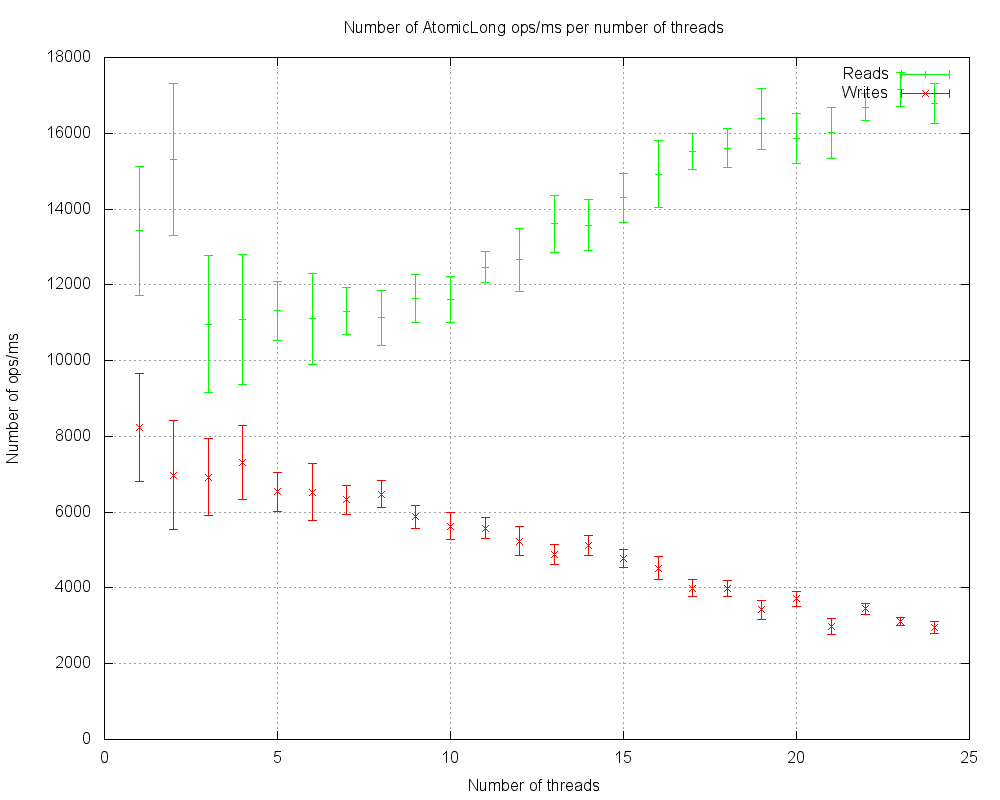 Number of AtomicLong ops/ms per number of threads
18000
16000
14000
12000
10000
8000
6000
4000
2000
0
Reads
Writes
Number of ops/ms
0 5 10 15 20 25
Number of threads